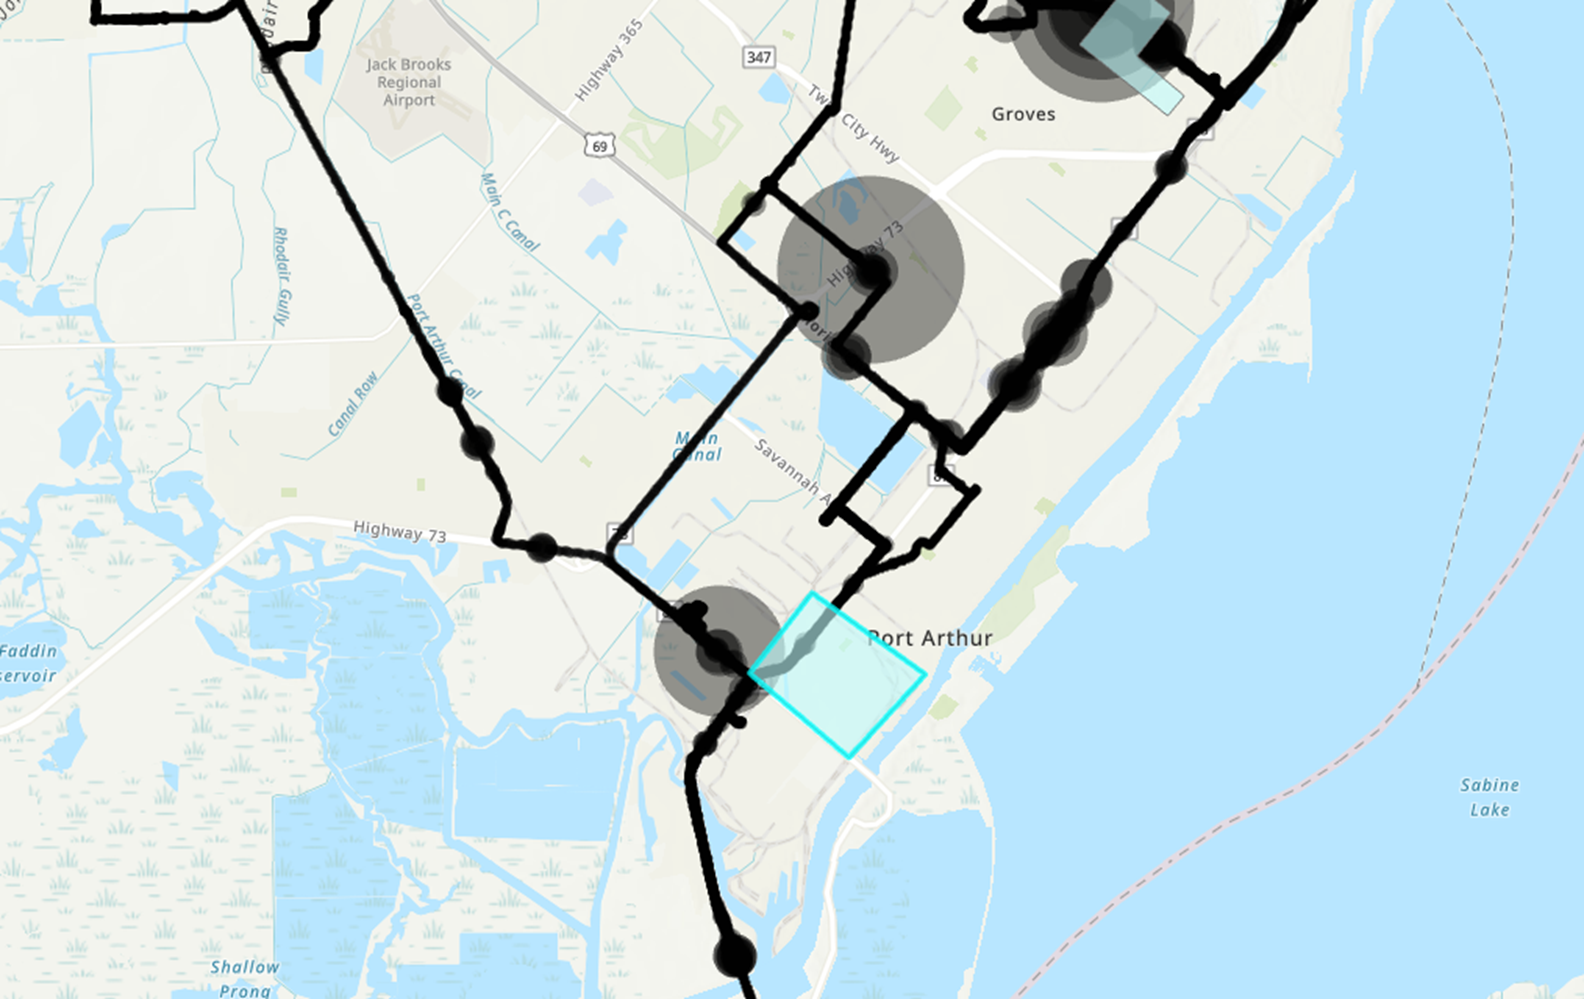 Highway 365
347
Jack Brooks
Regional
Airport
Groves
City Hwy
69
Main C Canal
Highway 73
Rhodair Gully
Port Arthur Canal
Canal Row
Main
Canal
Savannah A
Highway 73
Port Arthur
Faddin
servoir
Sabine
Lake
Shallow
Prong